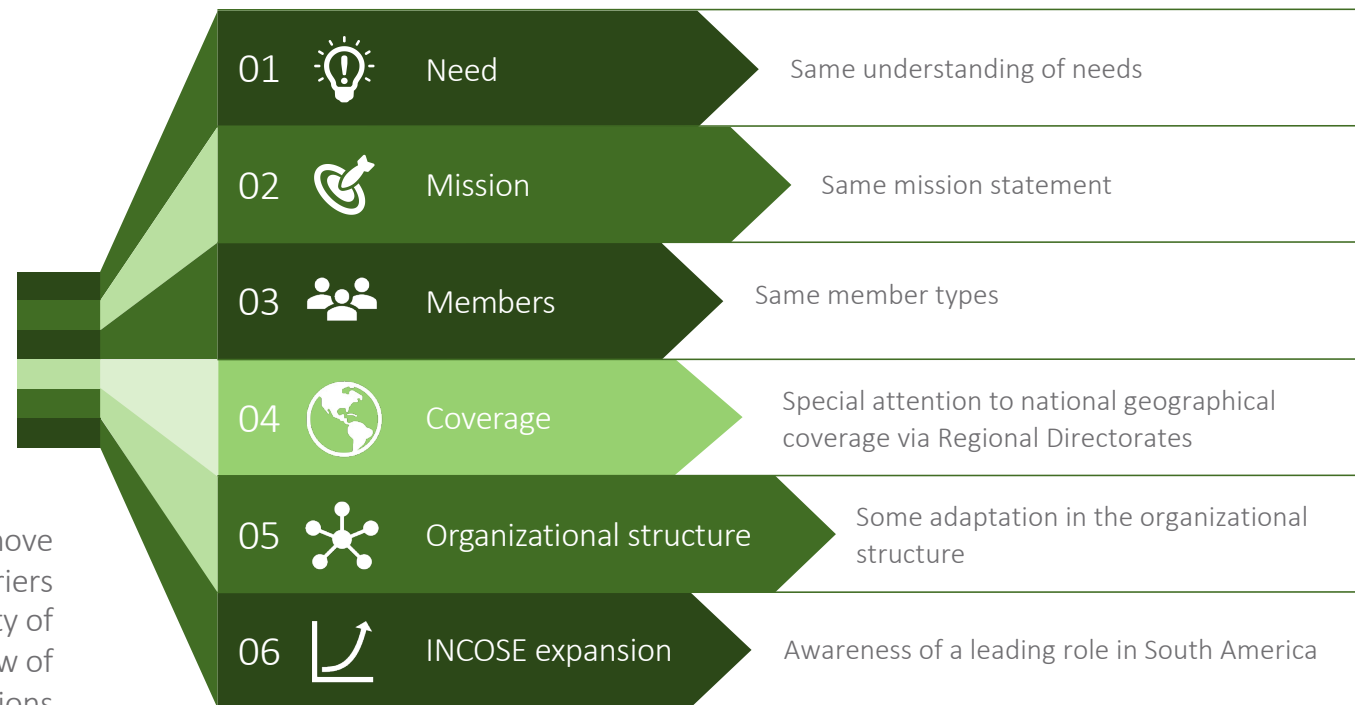 01 Need Same understanding of needs
02 Mission Same mission statement
03 Members Same member types
04 Coverage Special attention to national geographical
coverage via Regional Directorates
05 Organizational structure Some adaptation in the organizational
structure
06 INCOSE expansion Awareness of a leading role in South America
of
of